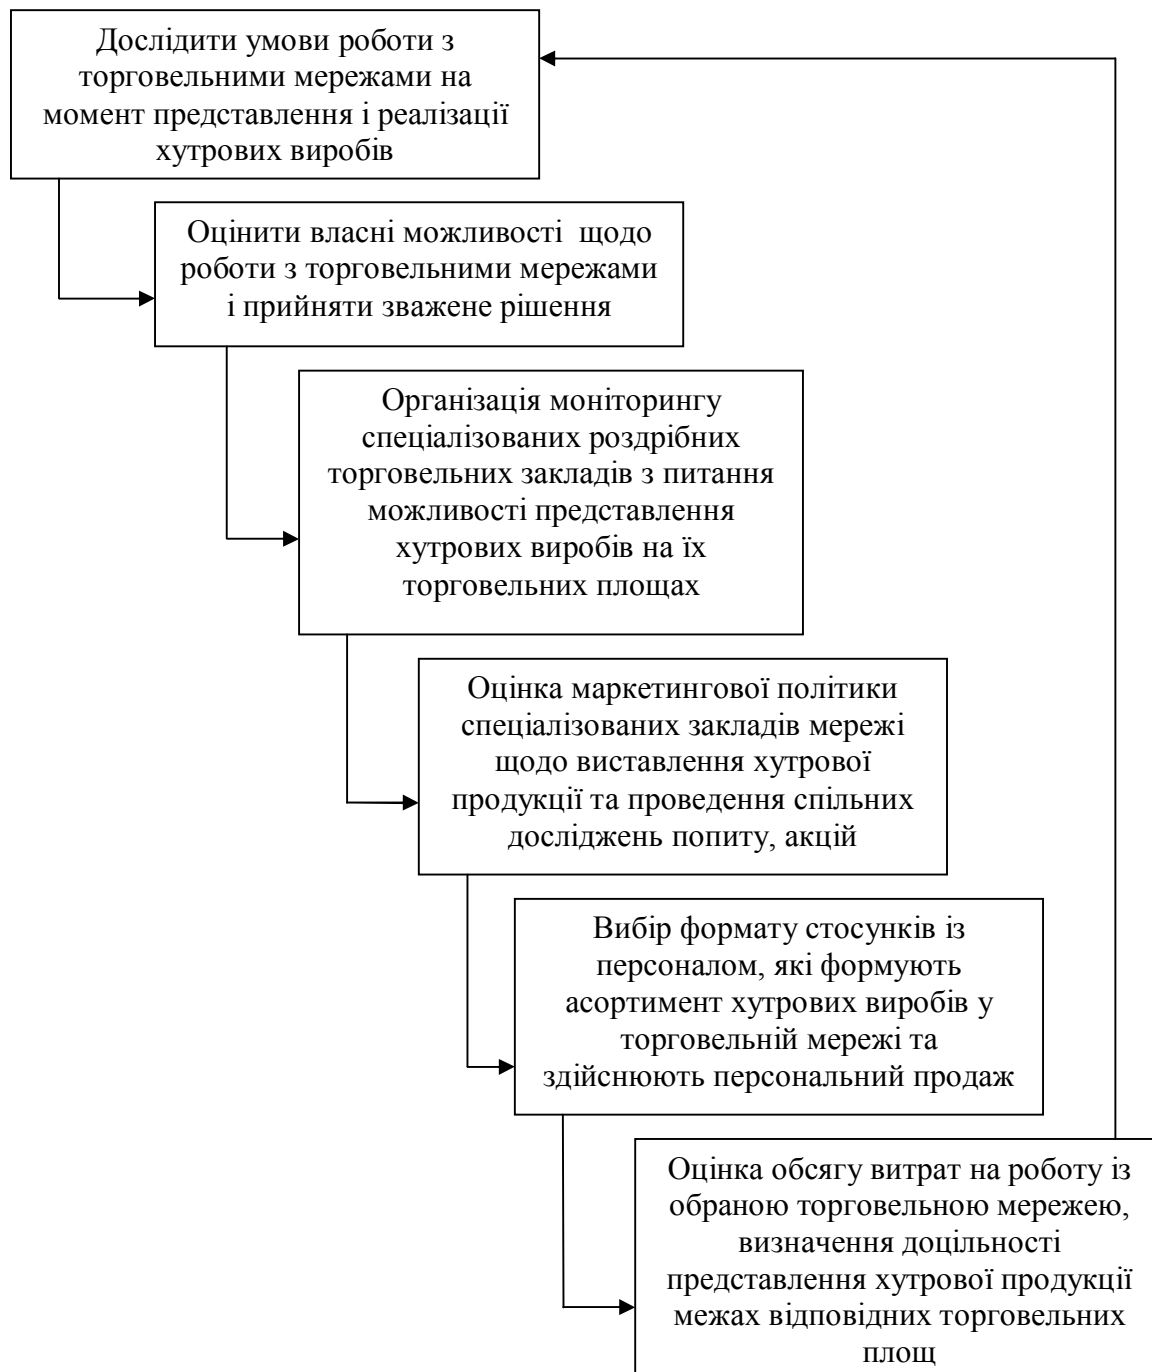 Дослідити умови роботи з
торговельними мережами на
момент представлення і реалізації
хутрових виробів
Оцінити власні можливості щодо
роботи з торговельними мережами
і прийняти зважене рішення
Організація моніторингу
спеціалізованих роздрібних
торговельних закладів з питання
можливості представлення
хутрових виробів на їх
торговельних площах
Оцінка маркетингової політики
спеціалізованих закладів мережі
щодо виставлення хутрової
продукції та проведення спільних
досліджень попиту, акцій
Вибір формату стосунків із
персоналом, які формують
асортимент хутрових виробів у
торговельній мережі та
здійснюють персональний продаж
Оцінка обсягу витрат на роботу із
обраною торговельною мережею,
визначення доцільності
представлення хутрової продукції
межах відповідних торговельних
площ